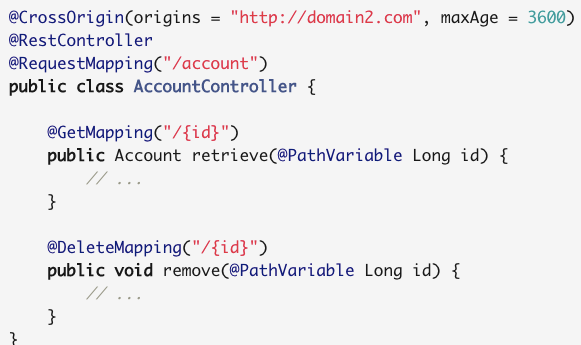 @CrossOrigin(origins = "http://domain2.com", maxAge = 3600)
@RestController
@RequestMapping("/account")
public class AccountController {
@GetMapping("/{id}")
public Account retrieve(@PathVariable Long id) {
// ...
}
@DeleteMapping("/{id}")
public void remove(@PathVariable Long id) {
// ...
}
}